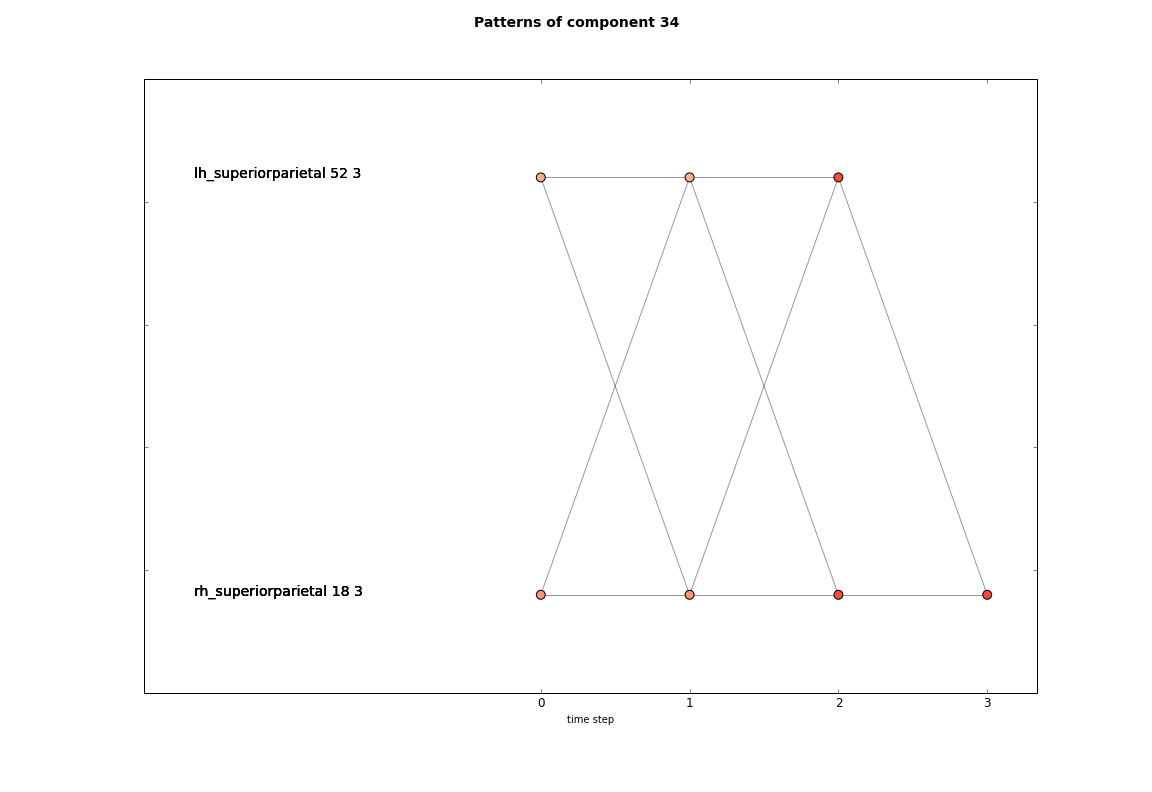 Patterns of component 34
lh_superiorparietal 52 3
rh_superiorparietal 18 3
0 1 2 3
time step